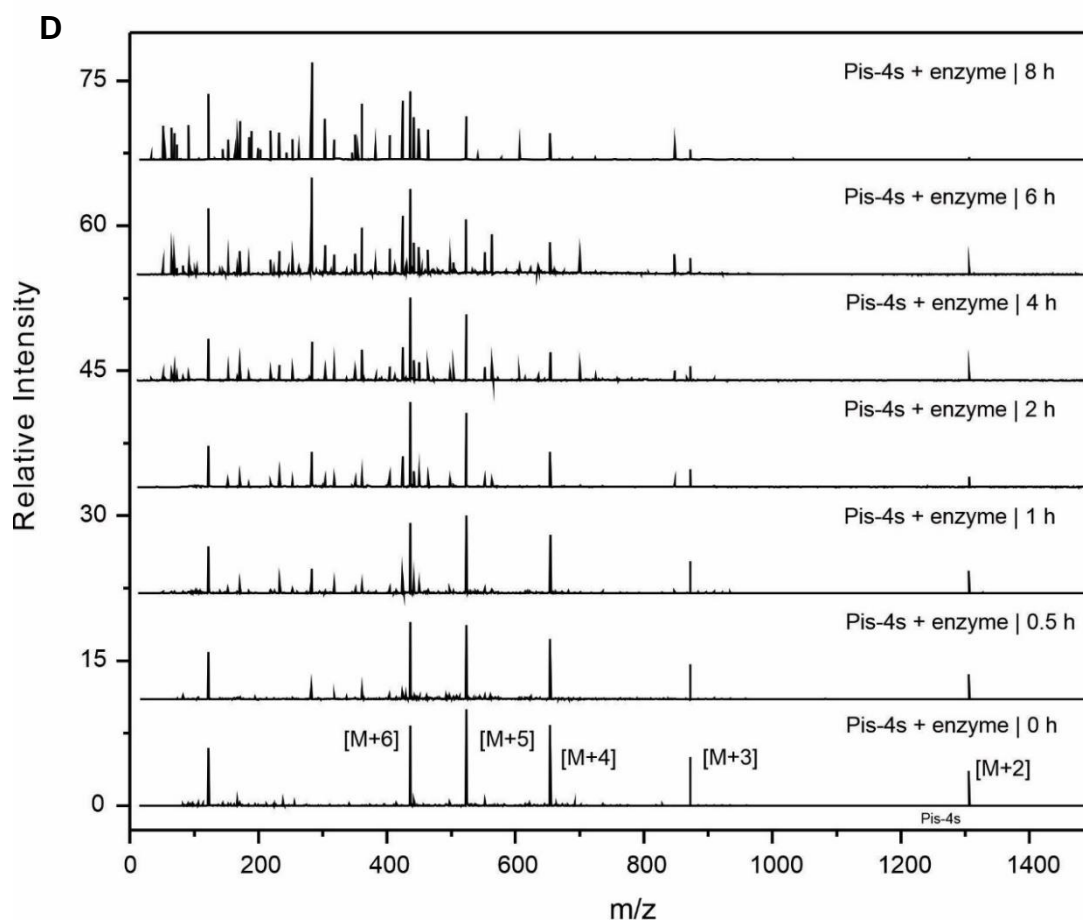 D
Pis-4s + enzyme | 8 h
75
Pis-4s + enzyme | 6 h
60
Pis-4s + enzyme | 4 h
45
Pis-4s + enzyme | 2 h
Relative Intensity
30
Pis-4s + enzyme | 1 h
Pis-4s + enzyme | 0.5 h
15
Pis-4s + enzyme | 0 h
[M+6]
[M+5]
[M+4]
[M+3]
[M+2]
0
Pis-4s
0 200 400 600 800 1000 1200 1400
m/z